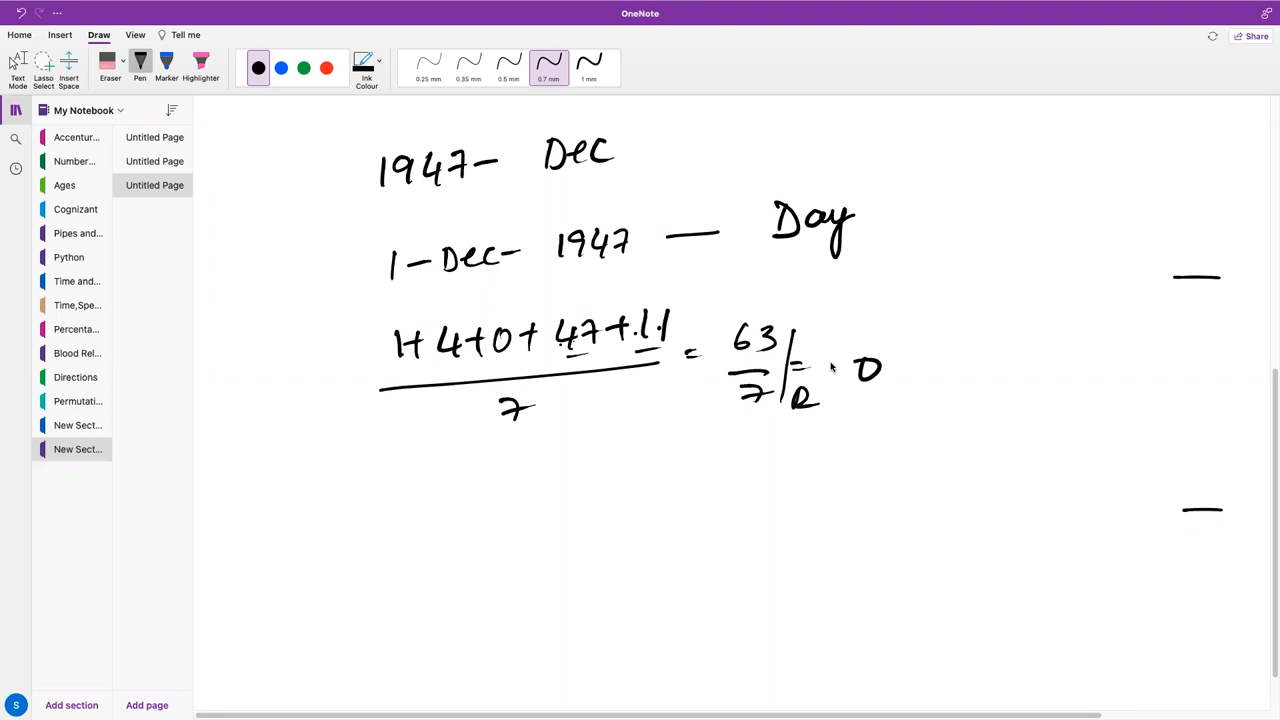 OneNote
Home Insert Draw View Tell me
Share
Text Mode
Lasso Select
Insert Space
Eraser
Pen
Marker
Highlighter
Ink Colour
0.25 mm
0.35 mm
0.5 mm
0.7 mm
1 mm
My Notebook
Accentur...
Number...
Ages
Cognizant
Pipes and...
Python
Time and...
Time,Spe...
Percenta...
Blood Rel...
Directions
Permutati...
New Sect...
New Sect...
Untitled Page
Untitled Page
Untitled Page
1947- Dec
1-Dec- 1947 — Day
1+4+0+47+11 = 63 = 0
7 7 R
S
Add section
Add page